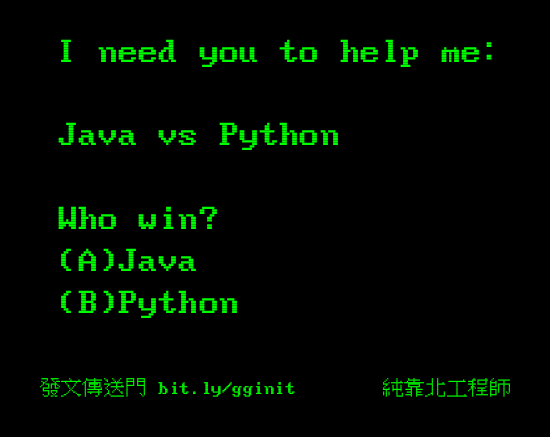 I need you to help me:
Java vs Python
Who win?
(A)Java
(B)Python
發文傳送門 bit.ly/gginit 純靠北工程師